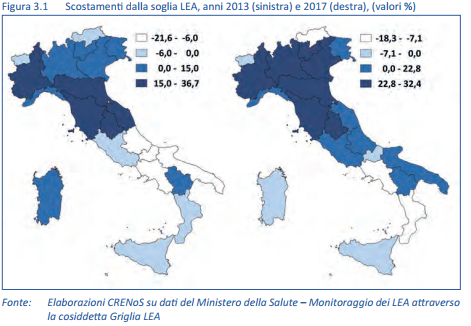 Figura 3.1 Scostamenti dalla soglia LEA, anni 2013 (sinistra) e 2017 (destra), (valori %)
-21,6 - -6,0
-6,0 - 0,0
0,0 - 15,0
15,0 - 36,7
-18,3 - -7,1
-7,1 - 0,0
0,0 - 22,8
22,8 - 32,4
Fonte: Elaborazioni CRENoS su dati del Ministero della Salute – Monitoraggio dei LEA attraverso
la cosiddetta Griglia LEA